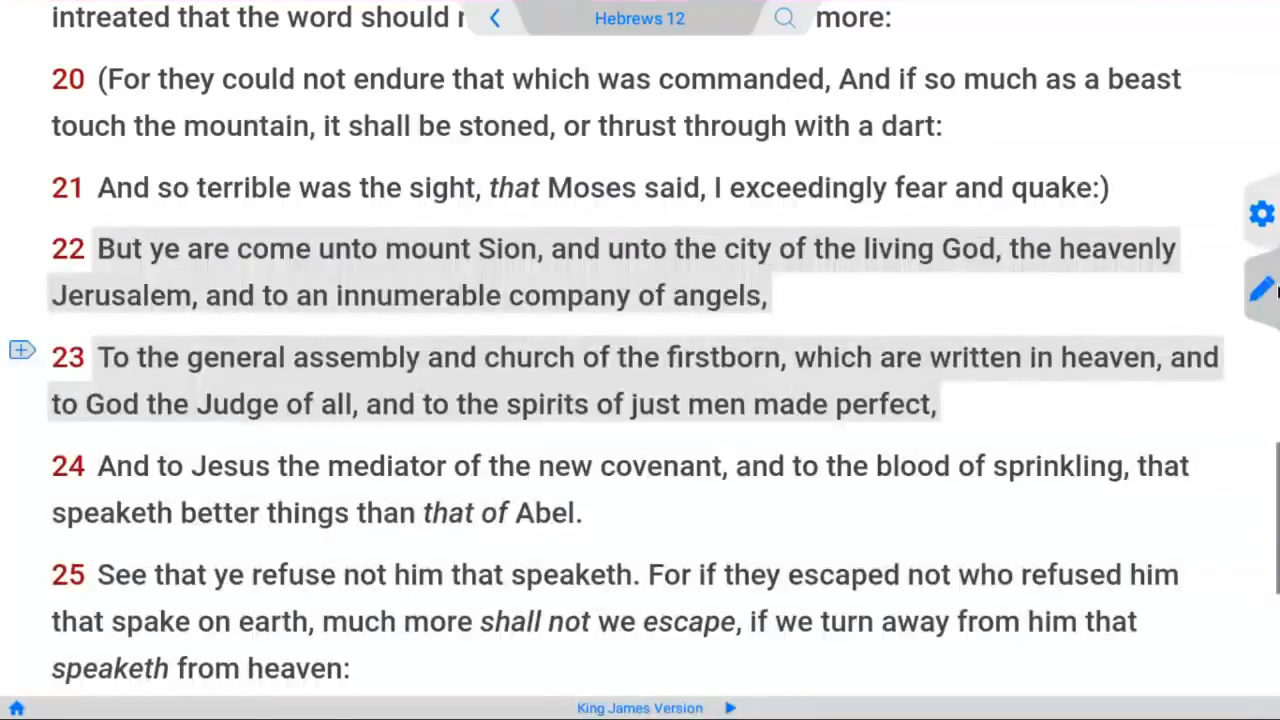 intreated that the word should
Hebrews 12
more:
20 (For they could not endure that which was commanded, And if so much as a beast
touch the mountain, it shall be stoned, or thrust through with a dart:
21 And so terrible was the sight, that Moses said, I exceedingly fear and quake:)
22 But ye are come unto mount Sion, and unto the city of the living God, the heavenly
Jerusalem, and to an innumerable company of angels,
23 To the general assembly and church of the firstborn, which are written in heaven, and
to God the Judge of all, and to the spirits of just men made perfect,
24 And to Jesus the mediator of the new covenant, and to the blood of sprinkling, that
speaketh better things than that of Abel.
25 See that ye refuse not him that speaketh. For if they escaped not who refused him
that spake on earth, much more shall not we escape, if we turn away from him that
speaketh from heaven:
King James Version